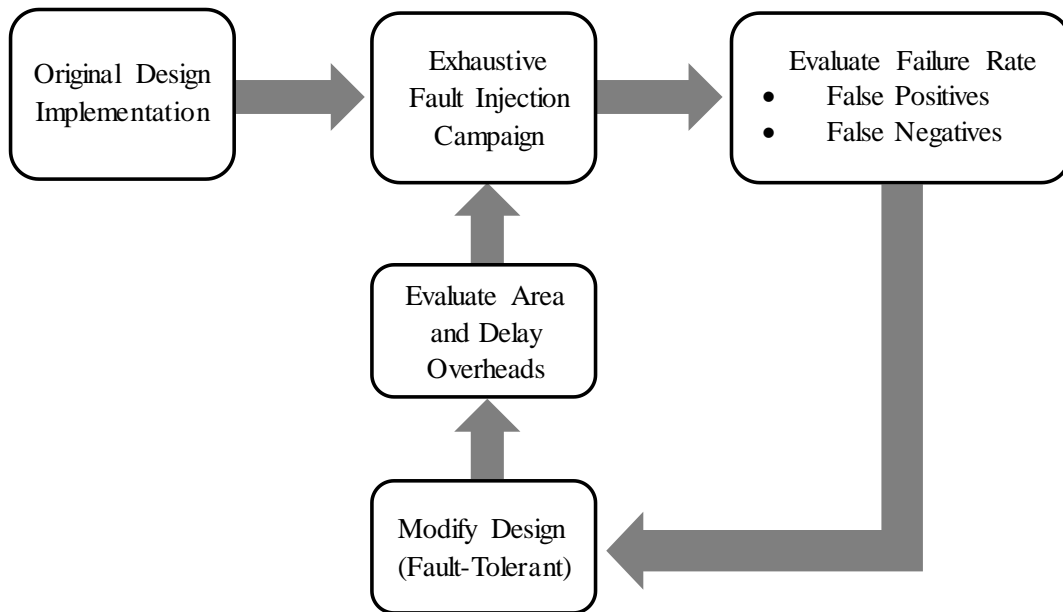 Original Design
Implementation
Exhaustive
Fault Injection
Campaign
Evaluate Failure Rate
• False Positives
• False Negatives
Evaluate Area
and Delay
Overheads
Modify Design
(Fault-Tolerant)